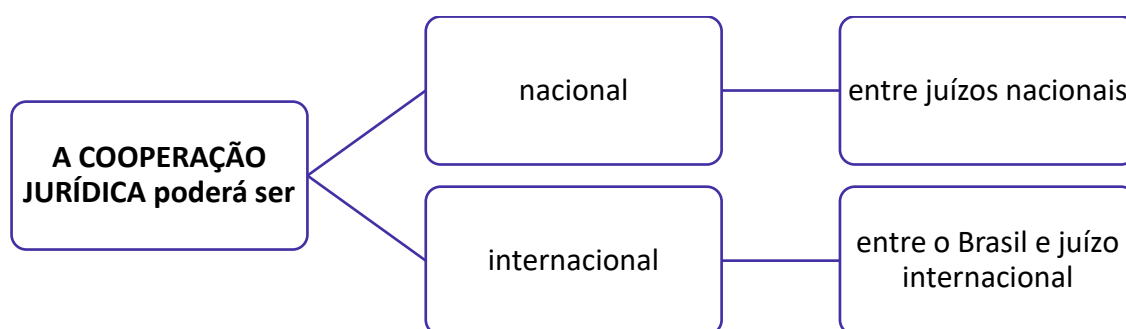 A COOPERAÇÃO
JURÍDICA poderá ser
nacional
entre juízos nacionais
internacional
entre o Brasil e juízo
internacional